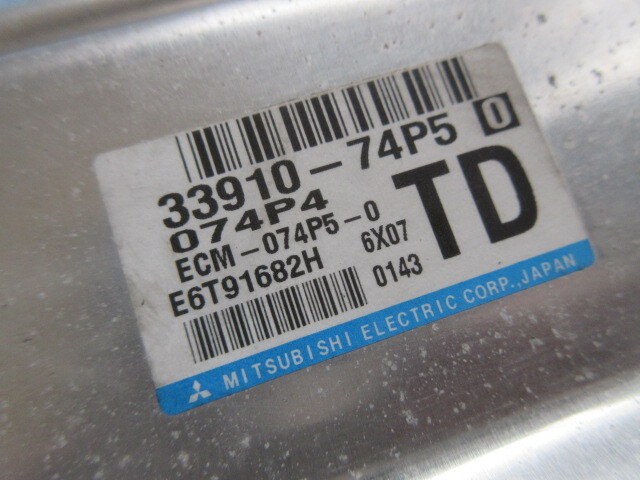 33910-74P5 0
074P4
ECM-074P5-0
TD
E6T91682H 6X07
0143
MITSUBISHI ELECTRIC CORP.,JAPAN